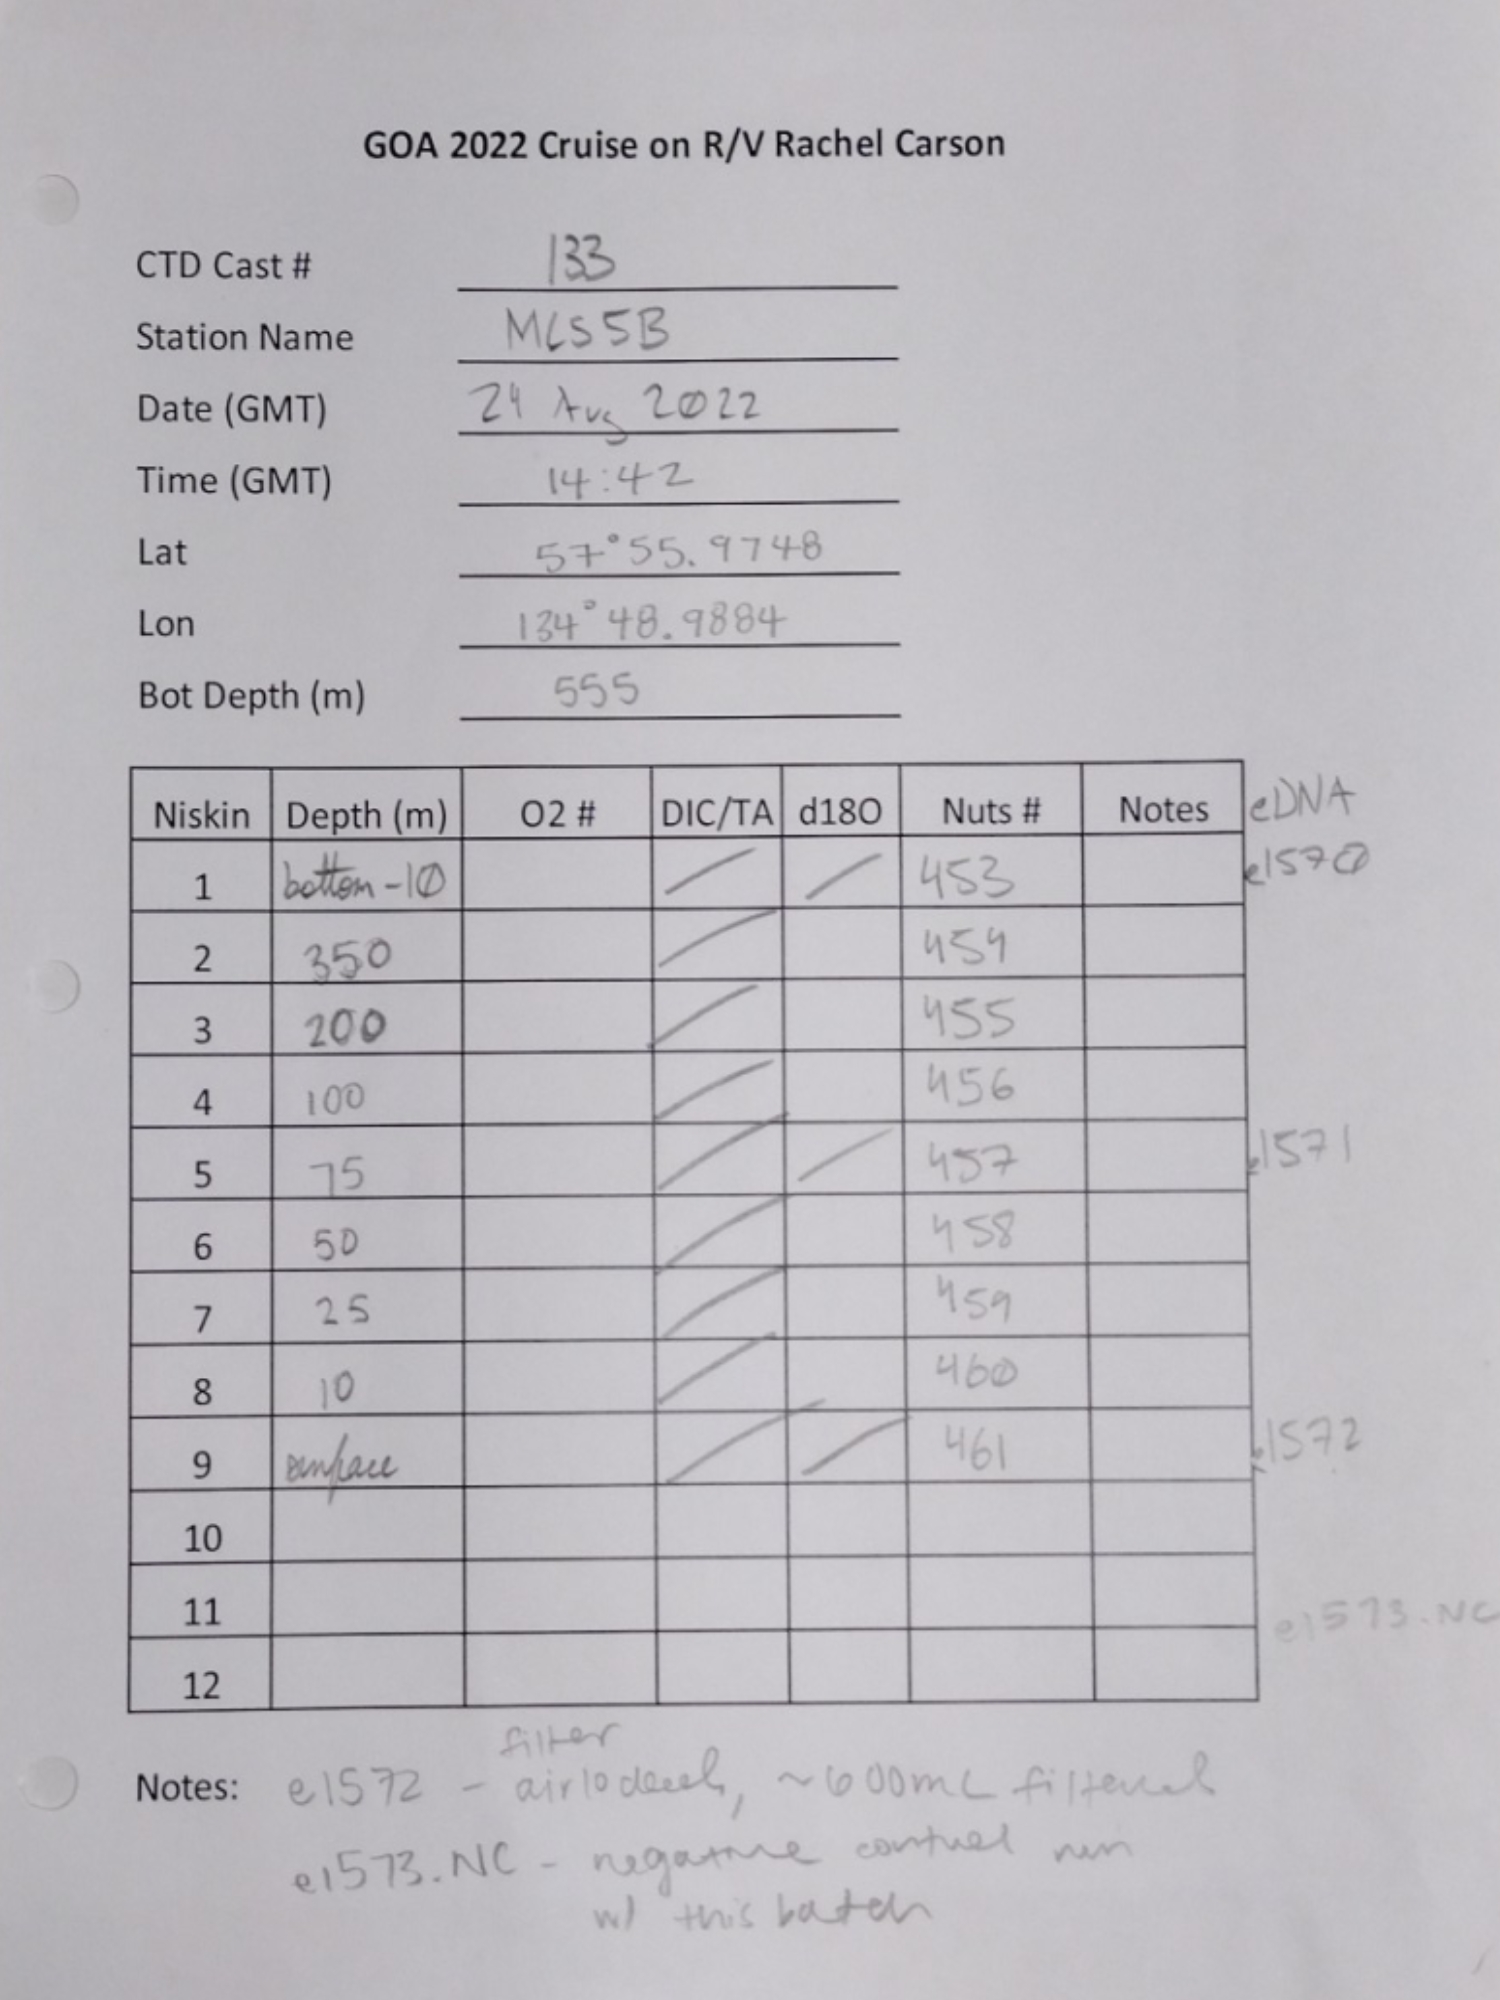 GOA 2022 Cruise on R/V Rachel Carson
CTD Cast # 133
Station Name MLS5B
Date (GMT) 24 Aug 2022
Time (GMT) 14:42
Lat 57°55.9748
Lon 134°48.9884
Bot Depth (m) 555
Niskin Depth (m) O2 # DIC/TA d18O Nuts # Notes eDNA
1 bottom-10 / / 453 e1570
2 350 / 454
3 200 / 455
4 100 / 456
5 75 / / 457 e1571
6 50 / 458
7 25 / 459
8 10 / 460
9 surface / / 461 e1572
10
11 e1573.NC
12
filter
Notes: e1572 - airlocked, ~600mL filtered
e1573.NC - negative control run
w/ this batch